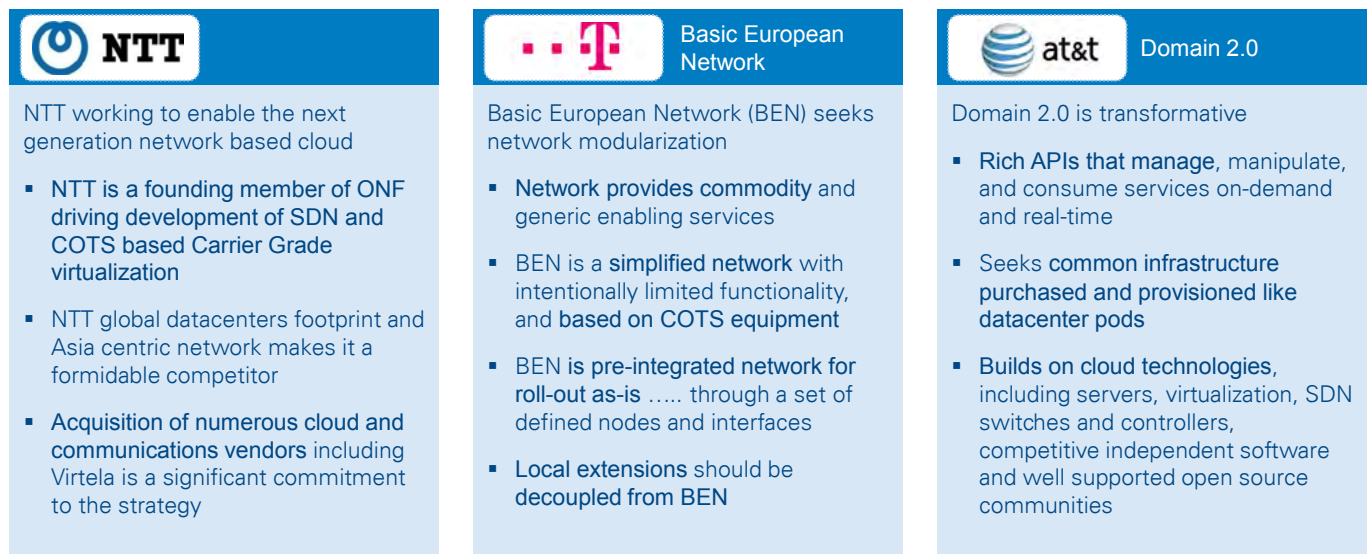 NTT
NTT working to enable the next
generation network based cloud
▪ NTT is a founding member of ONF
driving development of SDN and
COTS based Carrier Grade
virtualization
▪ NTT global datacenters footprint and
Asia centric network makes it a
formidable competitor
▪ Acquisition of numerous cloud and
communications vendors including
Virtela is a significant commitment
to the strategy
T
Basic European
Network
Basic European Network (BEN) seeks
network modularization
▪ Network provides commodity and
generic enabling services
▪ BEN is a simplified network with
intentionally limited functionality,
and based on COTS equipment
▪ BEN is pre-integrated network for
roll-out as-is ….. through a set of
defined nodes and interfaces
▪ Local extensions should be
decoupled from BEN
at&t
Domain 2.0
Domain 2.0 is transformative
▪ Rich APIs that manage, manipulate,
and consume services on-demand
and real-time
▪ Seeks common infrastructure
purchased and provisioned like
datacenter pods
▪ Builds on cloud technologies,
including servers, virtualization, SDN
switches and controllers,
competitive independent software
and well supported open source
communities